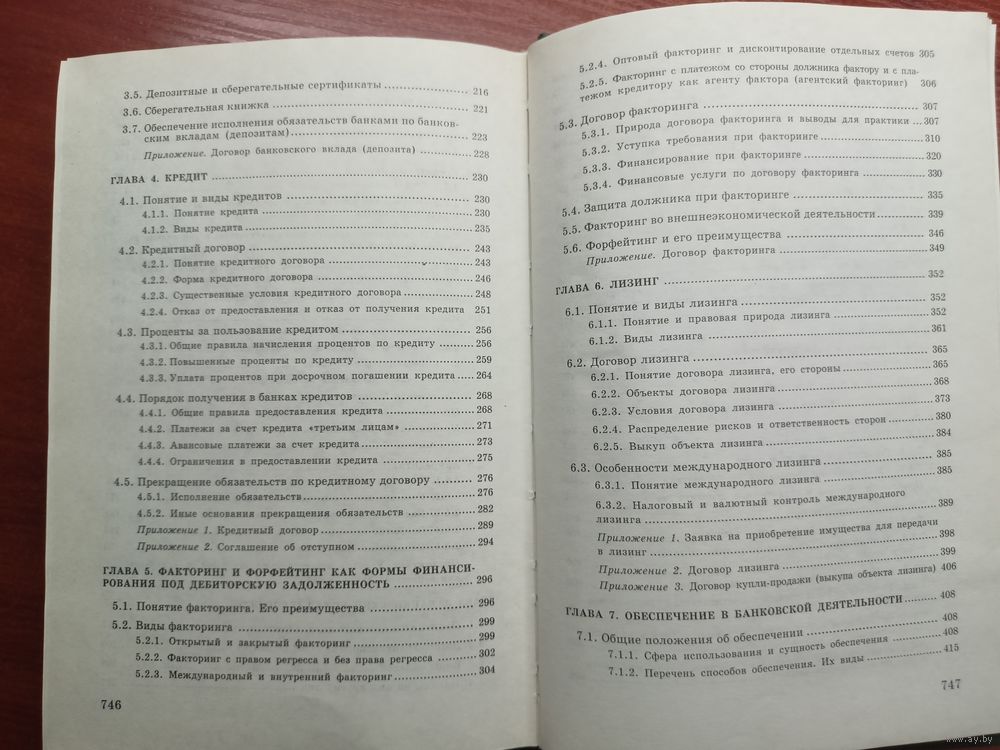 3.5. Депозитные и сберегательные сертификаты ................ 216
3.6. Сберегательная книжка ................ 221
3.7. Обеспечение исполнения обязательств банками по банков-
ским вкладам (депозитам) ................ 223
Приложение. Договор банковского вклада (депозита) ........... 228
ГЛАВА 4. КРЕДИТ ................ 230
4.1. Понятие и виды кредитов ................ 230
4.1.1. Понятие кредита ................ 230
4.1.2. Виды кредита ................ 235
4.2. Кредитный договор ................ 243
4.2.1. Понятие кредитного договора ................ 243
4.2.2. Форма кредитного договора ................ 246
4.2.3. Существенные условия кредитного договора ........... 248
4.2.4. Отказ от предоставления и отказ от получения кредита 251
4.3. Проценты за пользование кредитом ................ 256
4.3.1. Общие правила начисления процентов по кредиту ...... 256
4.3.2. Повышенные проценты по кредиту ................ 259
4.3.3. Уплата процентов при досрочном погашении кредита ..... 264
4.4. Порядок получения в банках кредитов ................ 268
4.4.1. Общие правила предоставления кредита ................ 268
4.4.2. Платежи за счет кредита «третьим лицам» ............. 271
4.4.3. Авансовые платежи за счет кредита ................ 273
4.4.4. Ограничения в предоставлении кредита ................ 275
4.5. Прекращение обязательств по кредитному договору ....... 276
4.5.1. Исполнение обязательств ................ 276
4.5.2. Иные основания прекращения обязательств ............ 282
Приложение 1. Кредитный договор ................ 289
Приложение 2. Соглашение об отступном ................ 294
ГЛАВА 5. ФАКТОРИНГ И ФОРФЕЙТИНГ КАК ФОРМЫ ФИНАНСИ-
РОВАНИЯ ПОД ДЕБИТОРСКУЮ ЗАДОЛЖЕННОСТЬ ................ 296
5.1. Понятие факторинга. Его преимущества ................ 296
5.2. Виды факторинга ................ 299
5.2.1. Открытый и закрытый факторинг ................ 299
5.2.2. Факторинг с правом регресса и без права регресса ........ 302
5.2.3. Международный и внутренний факторинг ................ 304
746
5.2.4. Оптовый факторинг и дисконтирование отдельных счетов 305
5.2.5. Факторинг с платежом со стороны должника фактору и с пла-
тежом кредитору как агенту фактора (агентский факторинг) 306
5.3. Договор факторинга ................ 307
5.3.1. Природа договора факторинга и выводы для практики ... 307
5.3.2. Уступка требования при факторинге ................ 310
5.3.3. Финансирование при факторинге ................ 320
5.3.4. Финансовые услуги по договору факторинга ............. 330
5.4. Защита должника при факторинге ................ 335
5.5. Факторинг во внешнеэкономической деятельности ........... 339
5.6. Форфейтинг и его преимущества ................ 346
Приложение. Договор факторинга ................ 349
ГЛАВА 6. ЛИЗИНГ ................ 352
6.1. Понятие и виды лизинга ................ 352
6.1.1. Понятие и правовая природа лизинга ................ 352
6.1.2. Виды лизинга ................ 361
6.2. Договор лизинга ................ 365
6.2.1. Понятие договора лизинга, его стороны ................ 365
6.2.2. Объекты договора лизинга ................ 368
6.2.3. Условия договора лизинга ................ 373
6.2.4. Распределение рисков и ответственность сторон .......... 380
6.2.5. Выкуп объекта лизинга ................ 384
6.3. Особенности международного лизинга ................ 385
6.3.1. Понятие международного лизинга ................ 385
6.3.2. Налоговый и валютный контроль международного
лизинга ................ 389
Приложение 1. Заявка на приобретение имущества для передачи
в лизинг ................ 398
Приложение 2. Договор лизинга ................ 399
Приложение 3. Договор купли-продажи (выкупа объекта лизинга) 406
ГЛАВА 7. ОБЕСПЕЧЕНИЕ В БАНКОВСКОЙ ДЕЯТЕЛЬНОСТИ ......... 408
7.1. Общие положения об обеспечении ................ 408
7.1.1. Сфера использования и сущность обеспечения ........... 408
7.1.2. Перечень способов обеспечения. Их виды ................ 415
747
www.ay.by